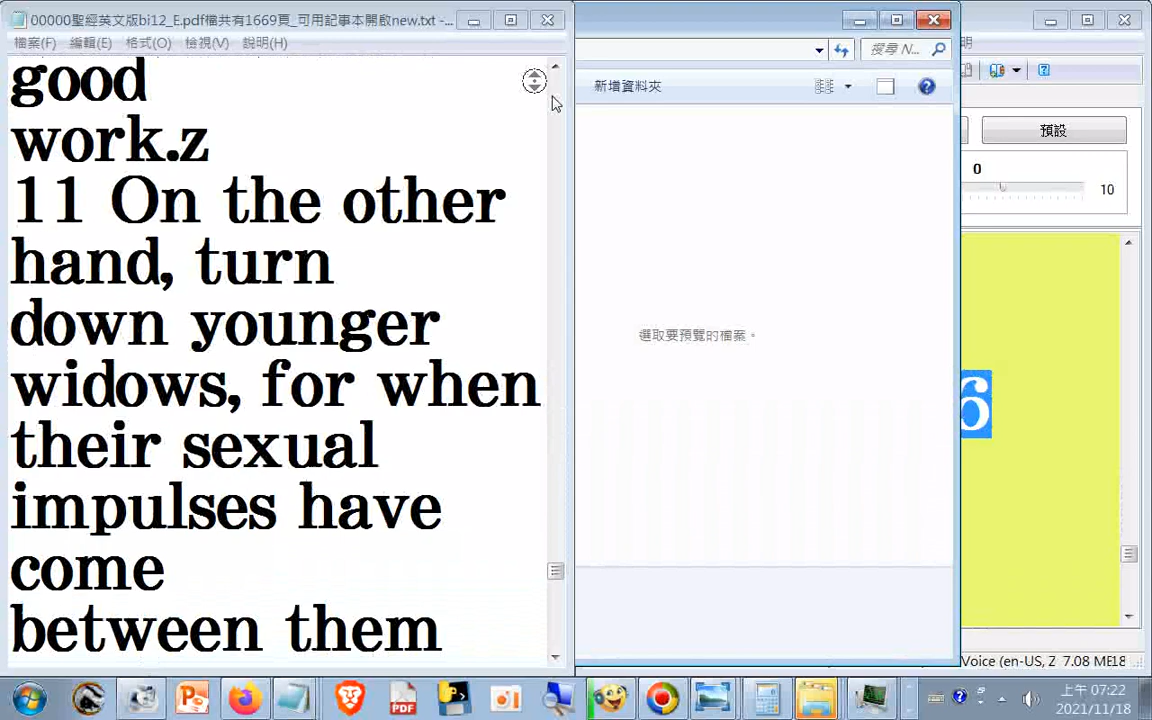 00000聖經英文版bi12_E.pdf檔共有1669頁_可用記事本開啟new.txt -...
檔案(F) 編輯(E) 格式(O) 檢視(V) 說明(H)
good
work.z
11 On the other
hand, turn
down younger
widows, for when
their sexual
impulses have
come
between them
搜尋 N...
新增資料夾
選取要預覽的檔案。
明
預設
0
10
6
Voice (en-US, Z 7.08 ME18
PDF
上午 07:22
2021/11/18